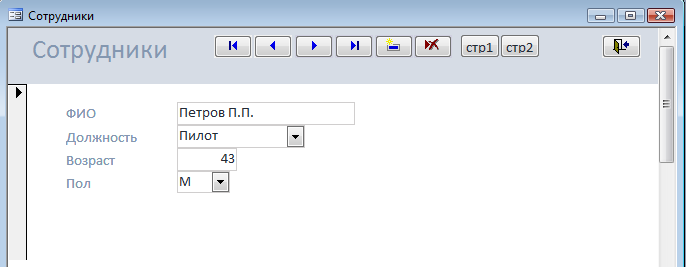 Сотрудники
Сотрудники стр1 стр2
ФИО Петров П.П.
Должность Пилот
Возраст 43
Пол М